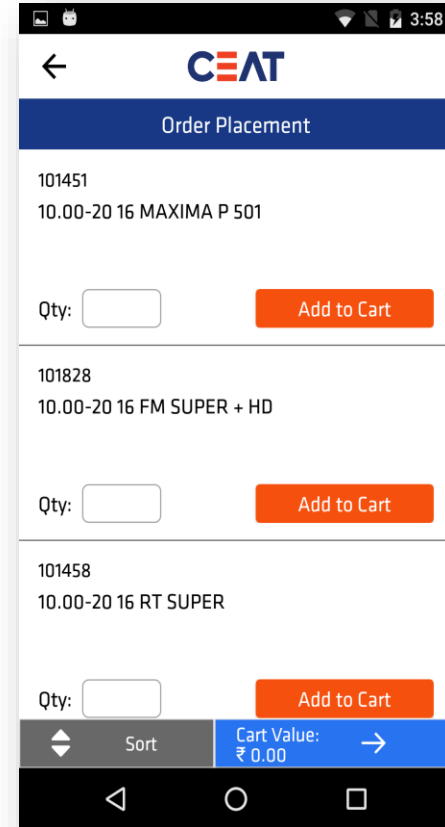 3:58
CEAT
Order Placement
101451
10.00-20 16 MAXIMA P 501
Qty:
Add to Cart
101828
10.00-20 16 FM SUPER + HD
Qty:
Add to Cart
101458
10.00-20 16 RT SUPER
Qty:
Add to Cart
Sort
Cart Value:
₹ 0.00